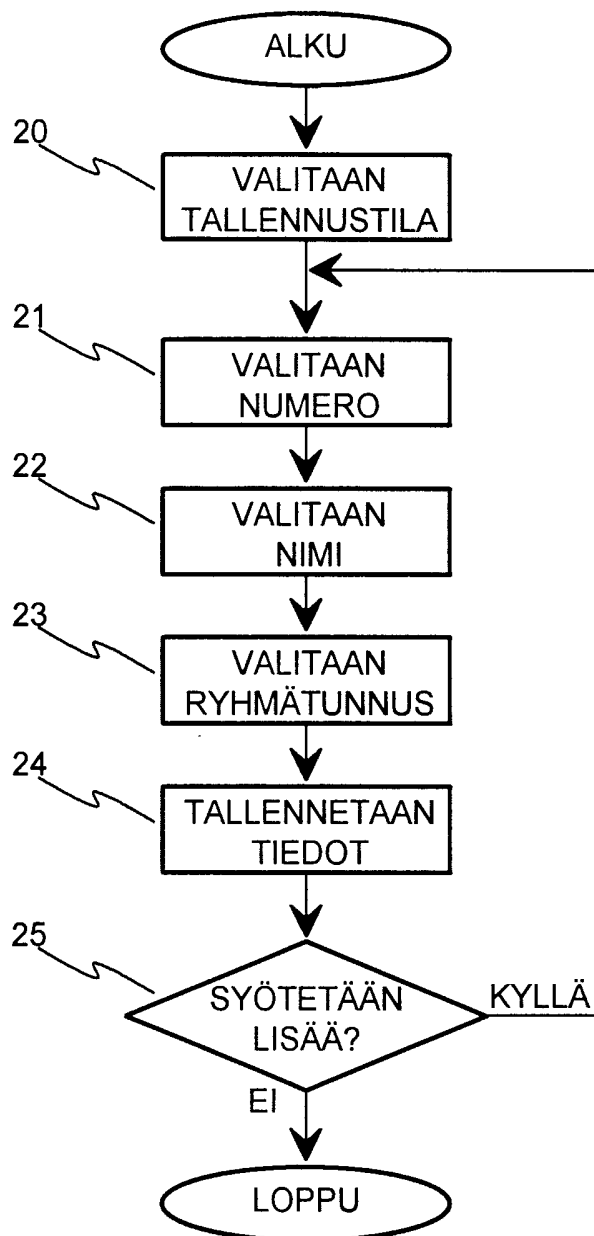 ALKU
20
VALITAAN
TALLENNUSTILA
21
VALITAAN
NUMERO
22
VALITAAN
NIMI
23
VALITAAN
RYHMÄTUNNUS
24
TALLENNETAAN
TIEDOT
25
SYÖTETÄÄN
LISÄÄ?
KYLLÄ
EI
LOPPU